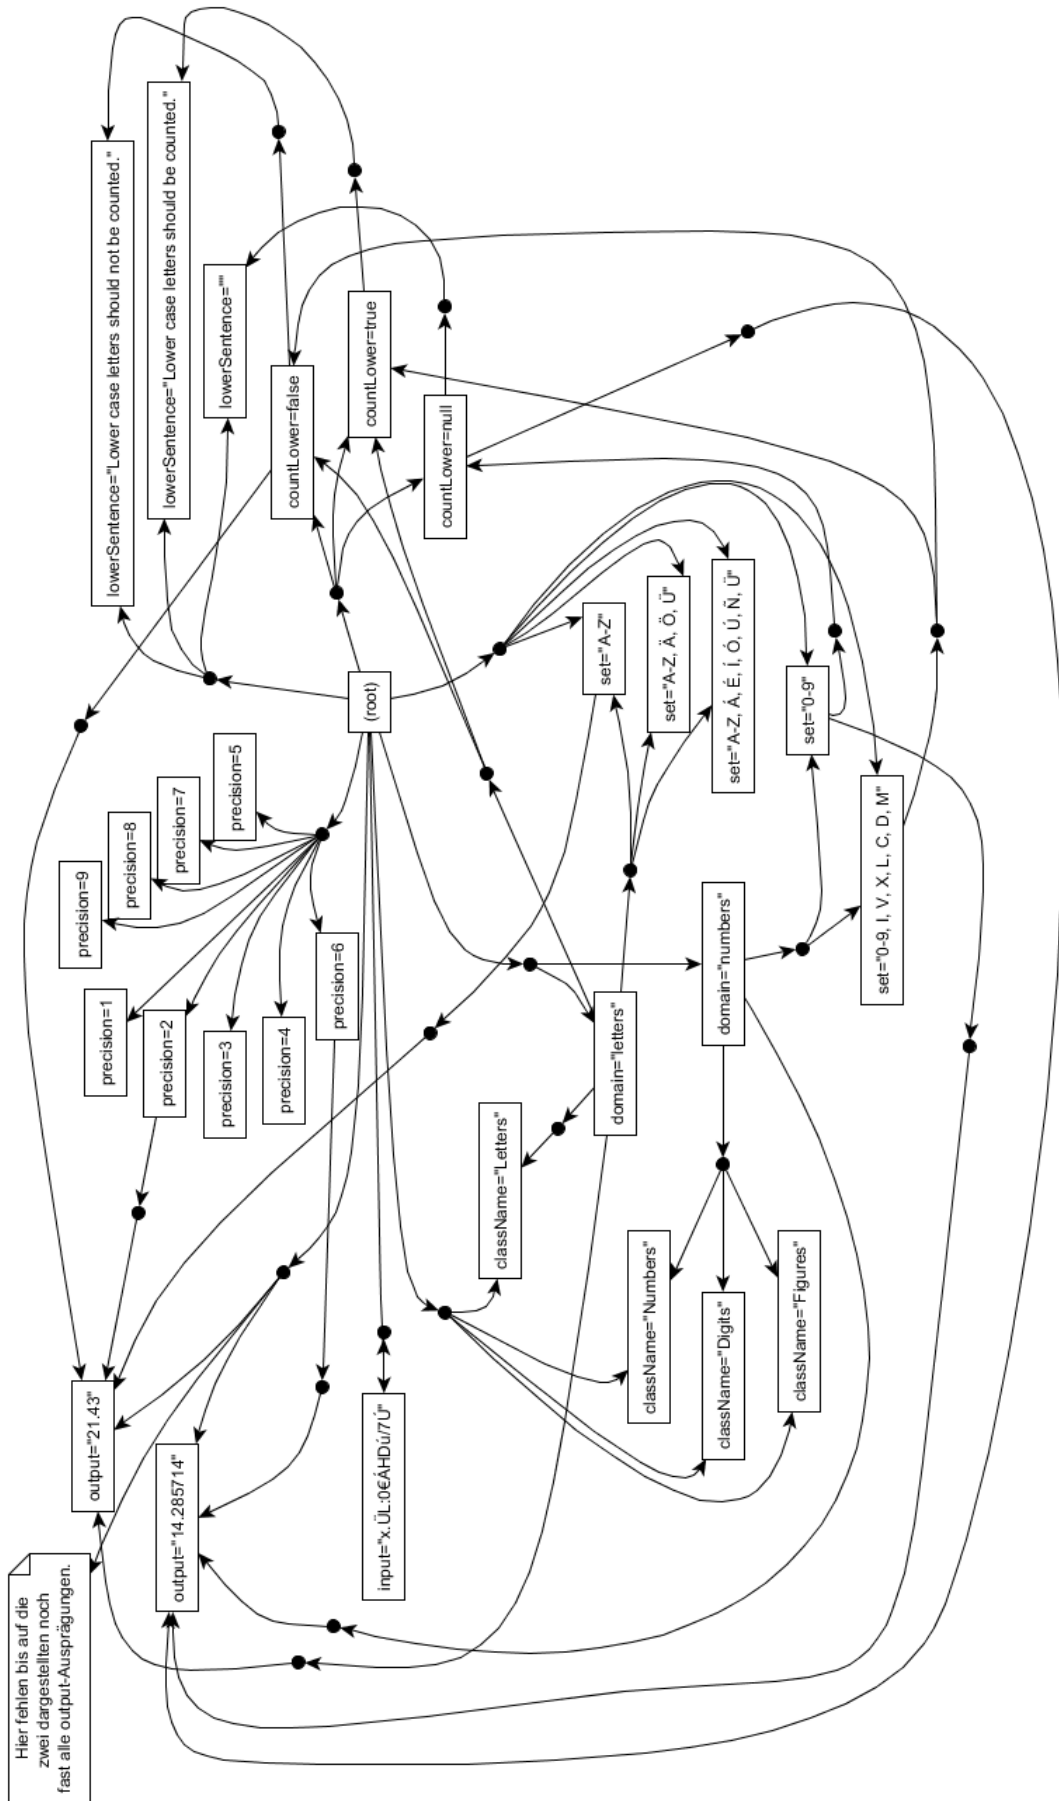 lowerSentence="Lower case letters should not be counted."
lowerSentence="Lower case letters should be counted."
lowerSentence=""
countLower=false
countLower=true
countLower=null
set="A-Z"
set="A-Z, Ä, Ö, Ü"
set="A-Z, Á, É, Í, Ó, Ú, Ñ, Ü"
set="0-9"
set="0-9, I, V, X, L, C, D, M"
(root)
precision=5
precision=7
precision=8
precision=9
precision=1
precision=2
precision=3
precision=4
precision=6
domain="letters"
domain="numbers"
className="Letters"
className="Numbers"
className="Digits"
className="Figures"
output="21.43"
output="14.285714"
input="x.ÜL:0€ÁHDú/7Ü"
Hier fehlen bis auf die
zwei dargestellten noch
fast alle output-Ausprägungen.